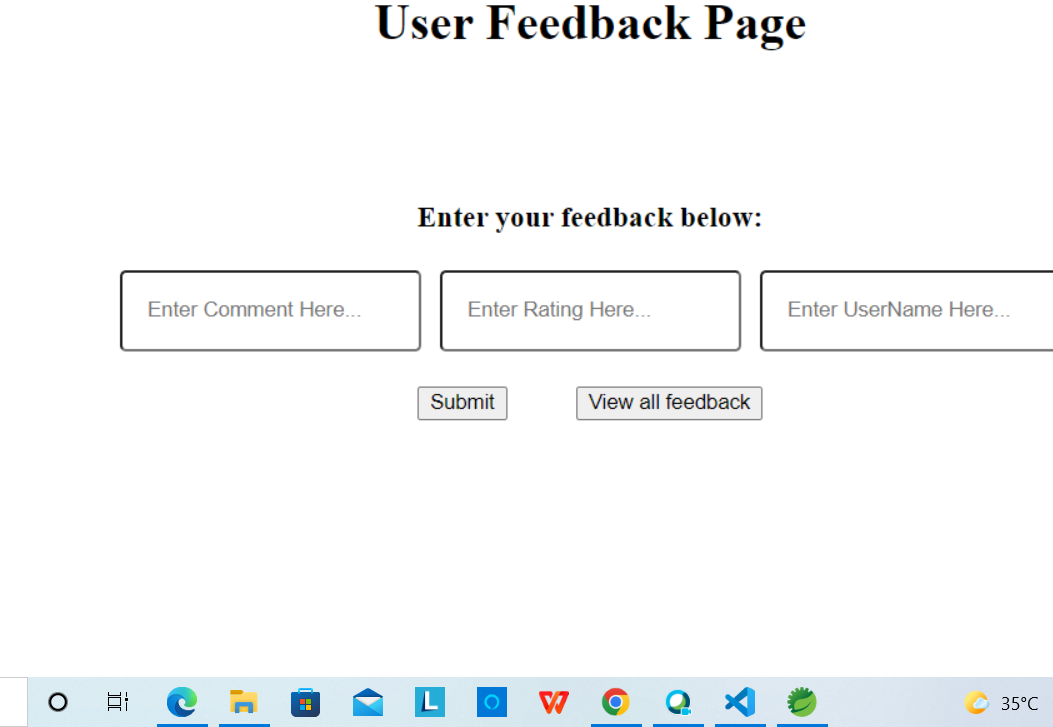 User Feedback Page
Enter your feedback below:
Enter Comment Here... Enter Rating Here... Enter UserName Here...
Submit View all feedback
L W 35°C